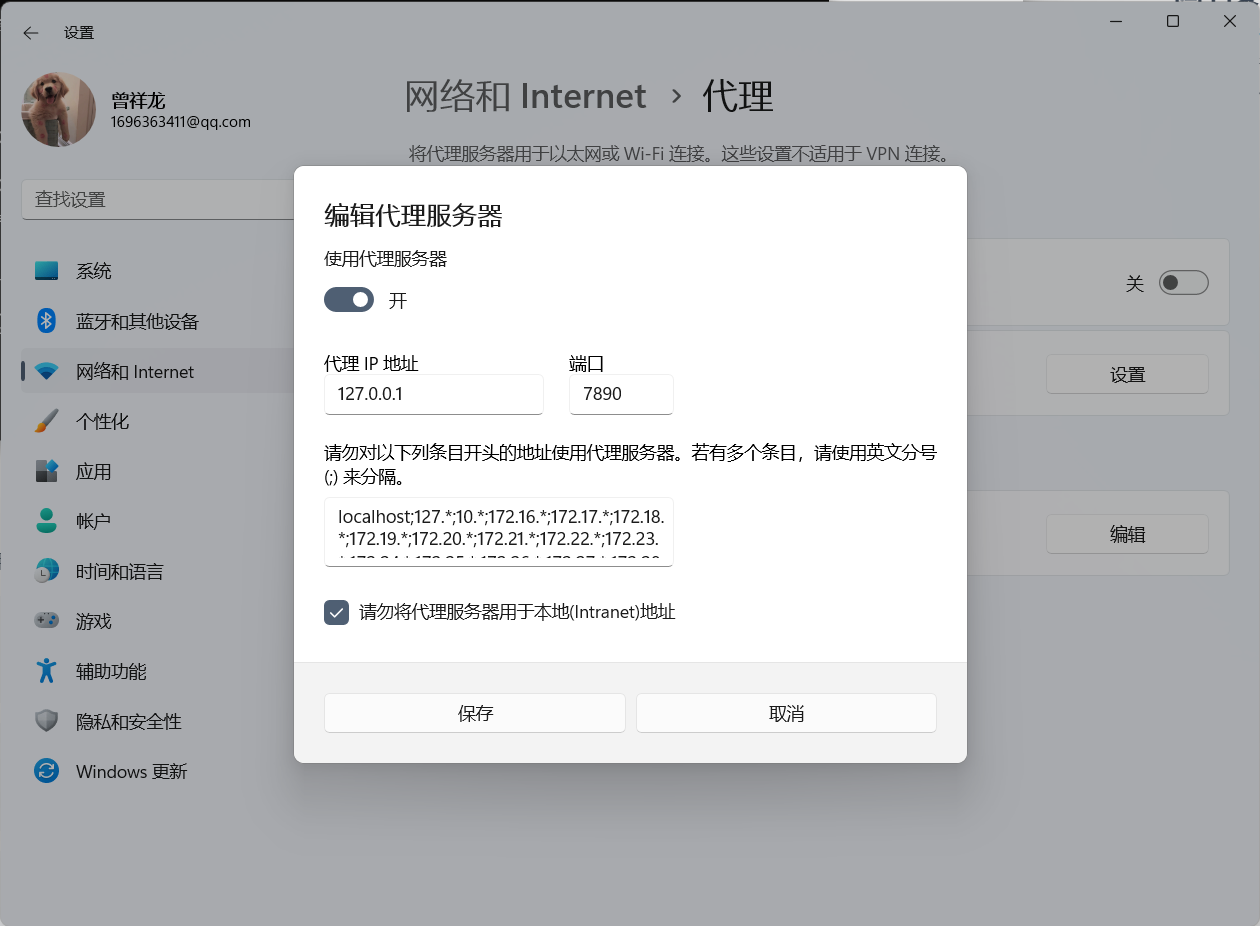 设置
曾祥龙
1696363411@qq.com
查找设置
系统
蓝牙和其他设备
网络和 Internet
个性化
应用
帐户
时间和语言
游戏
辅助功能
隐私和安全性
Windows 更新
网络和 Internet › 代理
将代理服务器用于以太网或 Wi-Fi 连接。这些设置不适用于 VPN 连接。
关
设置
编辑
编辑代理服务器
使用代理服务器
开
代理 IP 地址 端口
127.0.0.1 7890
请勿对以下列条目开头的地址使用代理服务器。若有多个条目，请使用英文分号
(;) 来分隔。
localhost;127.*;10.*;172.16.*;172.17.*;172.18.
*;172.19.*;172.20.*;172.21.*;172.22.*;172.23.
请勿将代理服务器用于本地(Intranet)地址
保存 取消